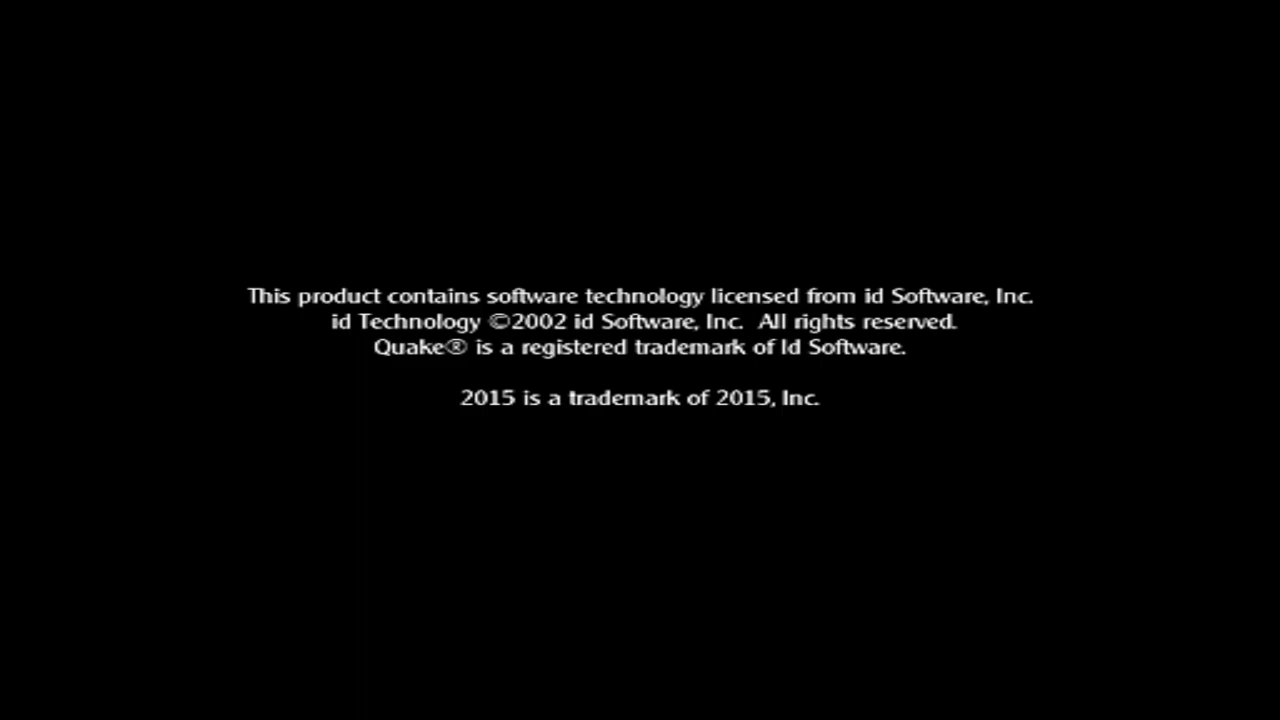 This product contains software technology licensed from id Software, Inc.
id Technology ©2002 id Software, Inc.  All rights reserved.
Quake® is a registered trademark of Id Software.
2015 is a trademark of 2015, Inc.